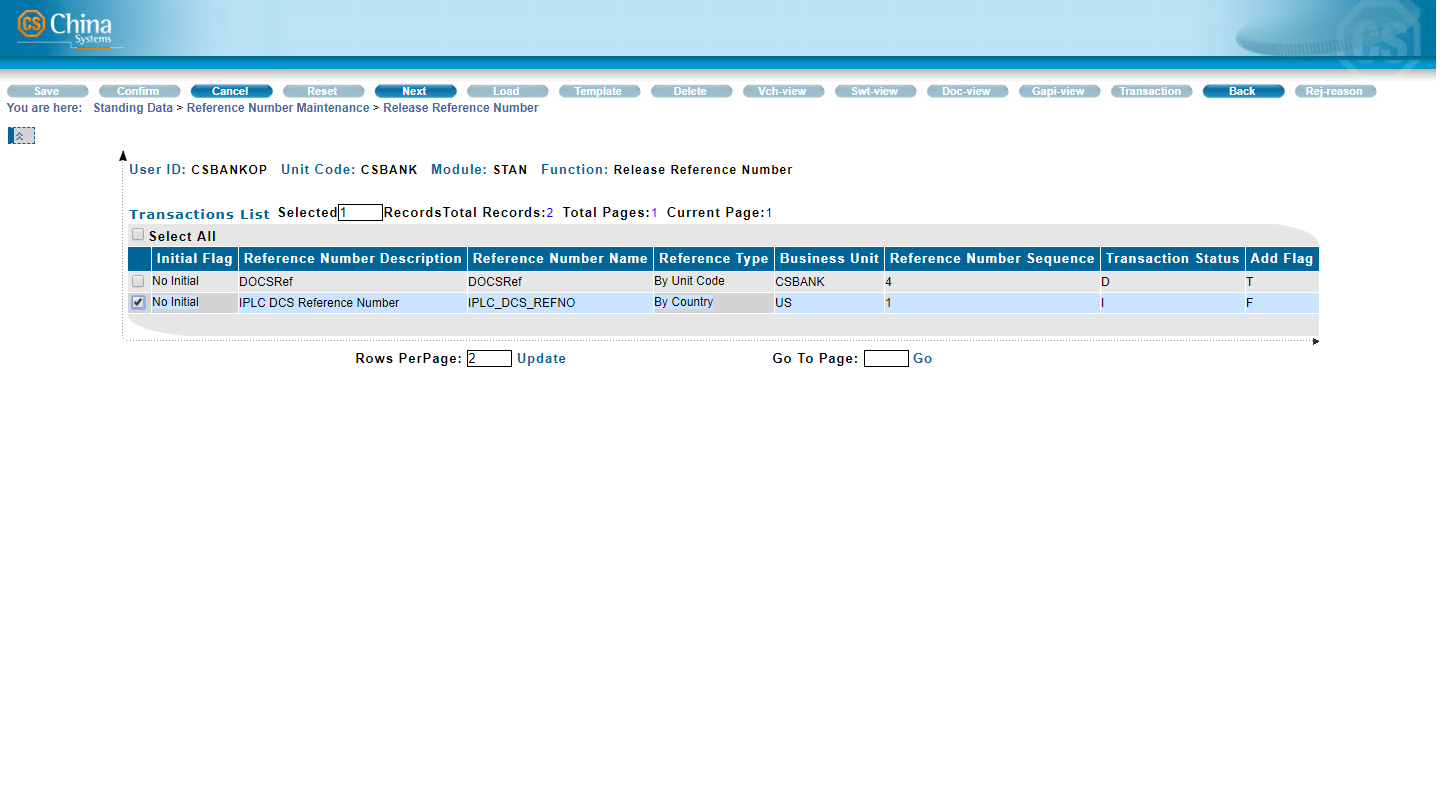 CS China Systems
CS
Save Confirm Cancel Reset Next Load Template Delete Vch-view Swt-view Doc-view Gapi-view Transaction Back Rej-reason
You are here: Standing Data > Reference Number Maintenance > Release Reference Number
User ID: CSBANKOP Unit Code: CSBANK Module: STAN Function: Release Reference Number
Transactions List Selected 1 RecordsTotal Records:2 Total Pages:1 Current Page:1
Select All
Initial Flag Reference Number Description Reference Number Name Reference Type Business Unit Reference Number Sequence Transaction Status Add Flag
No Initial DOCSRef DOCSRef By Unit Code CSBANK 4 D T
No Initial IPLC DCS Reference Number IPLC_DCS_REFNO By Country US 1 I F
Rows PerPage: 2 Update Go To Page: Go